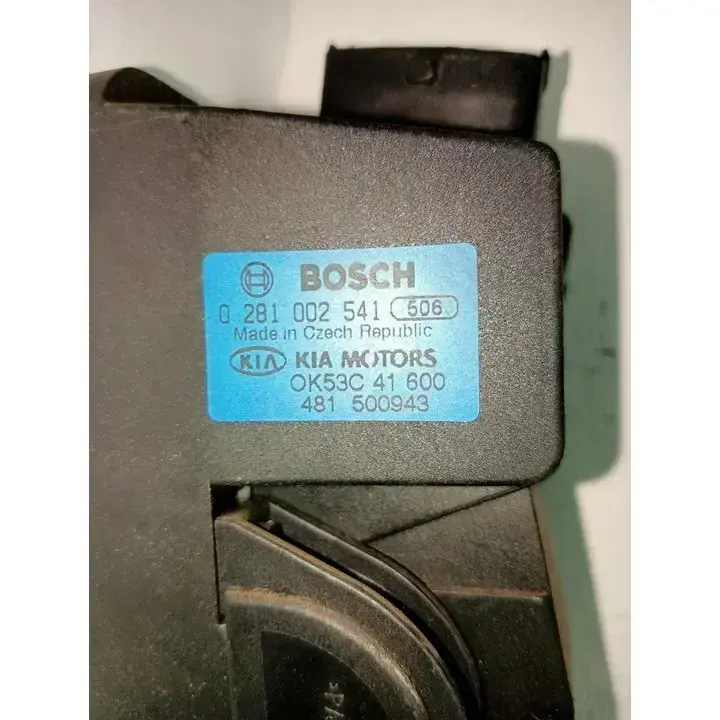 BOSCH
0 281 002 541 506
Made in Czech Republic
KIA KIA MOTORS
OK53C 41 600
481 500943